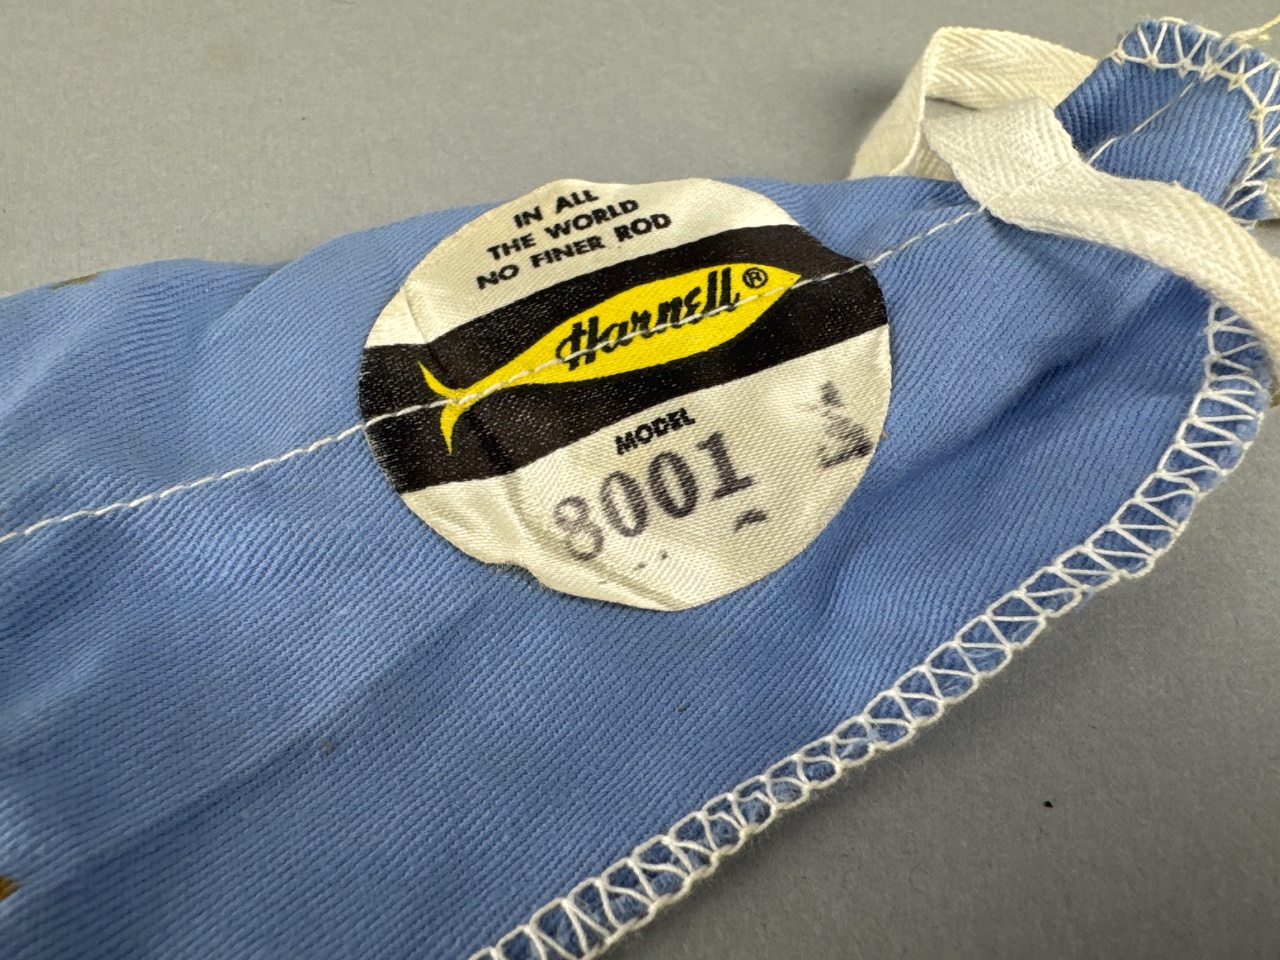 IN ALL
THE WORLD
NO FINER ROD
Harnell®
MODEL
8001